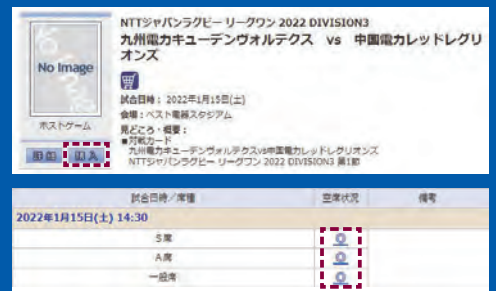 NTTジャパンラグビー リーグワン 2022 DIVISION3
九州電力キューデンヴォルテクス vs 中国電力レッドレグリ
オンズ
No Image
試合日時： 2022年1月15日(土)
会場：ベスト電器スタジアム
ホストゲーム
見どころ・概要：
■対戦カード
九州電力キューデンヴォルテクスvs中国電力レッドレグリオンズ
NTTジャパンラグビー リーグワン 2022 DIVISION3 第1節
試合日時／席種 空席状況 備考
2022年1月15日(土) 14:30
S席 ◎
A席 ◎
一般席 ◎